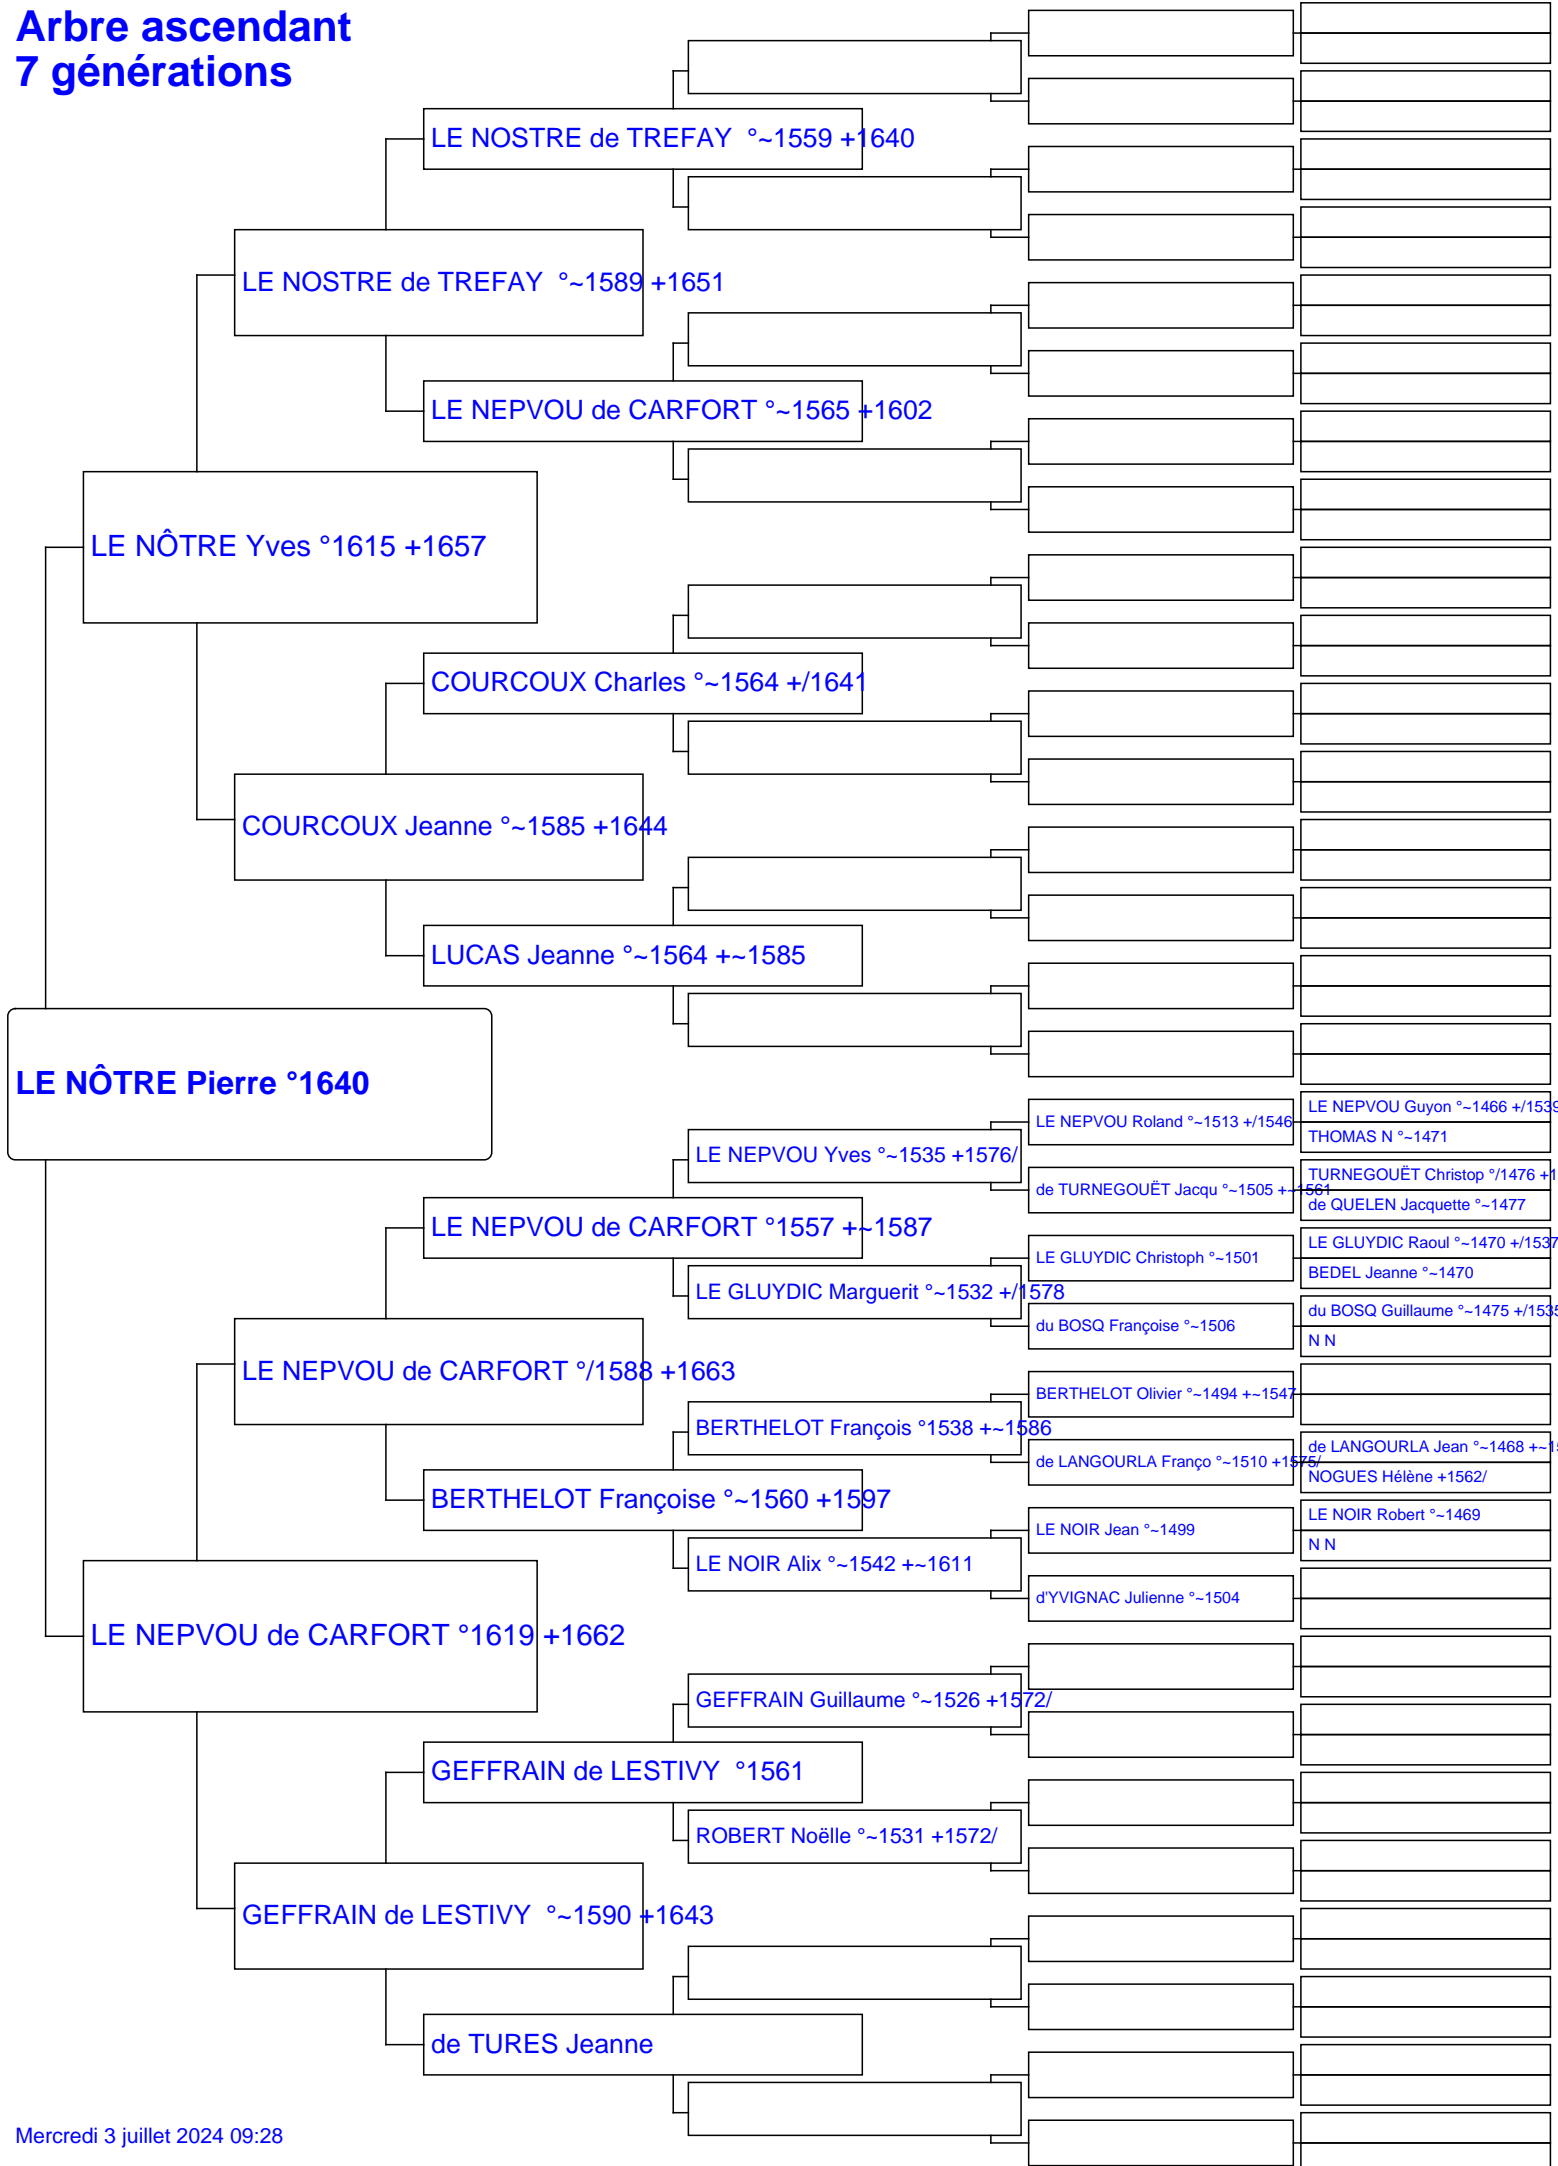 Arbre ascendant
7 générations
LE NOSTRE de TREFAY °~1559 +1640
LE NOSTRE de TREFAY °~1589 +1651
LE NEPVOU de CARFORT °~1565 +1602
LE NÔTRE Yves °1615 +1657
COURCOUX Charles °~1564 +/1641
COURCOUX Jeanne °~1585 +1644
LUCAS Jeanne °~1564 +~1585
LE NÔTRE Pierre °1640
LE NEPVOU Guyon °~1466 +/1539
LE NEPVOU Roland °~1513 +/1546
THOMAS N °~1471
LE NEPVOU Yves °~1535 +1576/
TURNEGOUËT Christop °/1476 +1
de TURNEGOUËT Jacqu °~1505 +~1561
de QUELEN Jacquette °~1477
LE NEPVOU de CARFORT °1557 +~1587
LE GLUYDIC Raoul °~1470 +/1537
LE GLUYDIC Christoph °~1501
BEDEL Jeanne °~1470
LE GLUYDIC Marguerit °~1532 +/1578
du BOSQ Guillaume °~1475 +/1535
du BOSQ Françoise °~1506
N N
LE NEPVOU de CARFORT °/1588 +1663
BERTHELOT Olivier °~1494 +~1547
BERTHELOT François °1538 +~1586
de LANGOURLA Jean °~1468 +~15
de LANGOURLA Franço °~1510 +1575/
NOGUES Hélène +1562/
BERTHELOT Françoise °~1560 +1597
LE NOIR Robert °~1469
LE NOIR Jean °~1499
N N
LE NOIR Alix °~1542 +~1611
d'YVIGNAC Julienne °~1504
LE NEPVOU de CARFORT °1619 +1662
GEFFRAIN Guillaume °~1526 +1572/
GEFFRAIN de LESTIVY °1561
ROBERT Noëlle °~1531 +1572/
GEFFRAIN de LESTIVY °~1590 +1643
de TURES Jeanne
Mercredi 3 juillet 2024 09:28